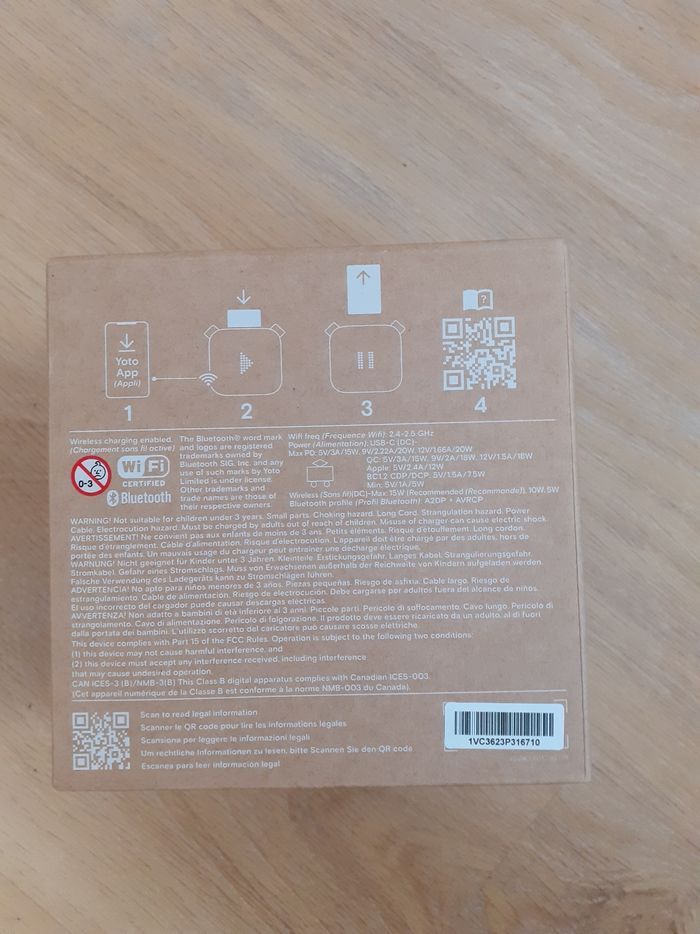 Yoto
App
(Appli)
1
2
3
?
4
Wireless charging enabled.
(Chargement sans fil activé)
0-3
Wi Fi
CERTIFIED
Bluetooth
The Bluetooth® word mark
and logos are registered
trademarks owned by
Bluetooth SIG, Inc. and any
use of such marks by Yoto
Limited is under license.
Other trademarks and
trade names are those of
their respective owners.
Wifi freq (Frequence Wifi): 2.4-2.5 GHz
Power (Alimentation): USB-C (DC)-
Max PD: 5V/3A/15W, 9V/2.22A/20W, 12V/1.66A/20W
QC: 5V/3A/15W, 9V/2A/18W, 12V/1.5A/18W
Apple: 5V/2.4A/12W
BC1.2 CDP/DCP: 5V/1.5A/7.5W
Min: 5V/1A/5W
Wireless (Sans fil)(DC)-Max: 15W (Recommended (Recommandé), 10W, 5W
Bluetooth profile (Profil Bluetooth): A2DP + AVRCP
WARNING! Not suitable for children under 3 years. Small parts. Choking hazard. Long Cord. Strangulation hazard. Power
Cable. Electrocution hazard. Must be charged by adults out of reach of children. Misuse of charger can cause electric shock
AVERTISSEMENT! Ne convient pas aux enfants de moins de 3 ans. Petits éléments. Risque d'étouffement. Long cordon.
Risque d'étranglement. Câble d'alimentation. Risque d'électrocution. L'appareil doit être chargé par des adultes, hors de
portée des enfants. Un mauvais usage du chargeur peut entraîner une décharge électrique.
WARNUNG! Nicht geeignet für Kinder unter 3 Jahren. Kleinteile. Erstickungsgefahr. Langes Kabel. Strangulierungsgefahr.
Stromkabel. Gefahr eines Stromschlags. Muss von Erwachsenen außerhalb der Reichweite von Kindern aufgeladen werden.
Falsche Verwendung des Ladegeräts kann zu Stromschlägen führen.
ADVERTENCIA! No apto para niños menores de 3 años. Piezas pequeñas. Riesgo de asfixia. Cable largo. Riesgo de
estrangulamiento. Cable de alimentación. Riesgo de electrocución. Debe cargarse por adultos fuera del alcance de niños.
El uso incorrecto del cargador puede causar descargas eléctricas.
AVVERTENZA! Non adatto a bambini di età inferiore ai 3 anni. Piccole parti. Pericolo di soffocamento. Cavo lungo. Pericolo di
strangolamento. Cavo di alimentazione. Pericolo di folgorazione. Il prodotto deve essere ricaricato da un adulto, al di fuori
dalla portata dei bambini. L'utilizzo scorretto del caricatore può causare scosse elettriche.
This device complies with Part 15 of the FCC Rules. Operation is subject to the following two conditions:
(1) this device may not cause harmful interference, and
(2) this device must accept any interference received, including interference
that may cause undesired operation.
CAN ICES-3 (B)/NMB-3(B) This Class B digital apparatus complies with Canadian ICES-003.
(Cet appareil numérique de la Classe B est conforme à la norme NMB-003 du Canada).
Scan to read legal information
Scanner le QR code pour lire les informations légales
Scansiona per leggere le informazioni legali
Um rechtliche Informationen zu lesen, bitte Scannen Sie den QR code
Escanea para leer información legal
1VC3623P316710